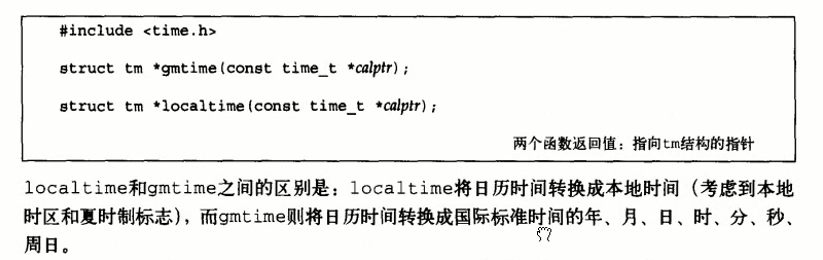 #include <time.h>
struct tm *gmtime(const time_t *calptr);
struct tm *localtime(const time_t *calptr);
两个函数返回值：指向tm结构的指针
localtime和gmtime之间的区别是：localtime将日历时间转换成本地时间（考虑到本地
时区和夏时制标志），而gmtime则将日历时间转换成国际标准时间的年、月、日、时、分、秒、
周日。